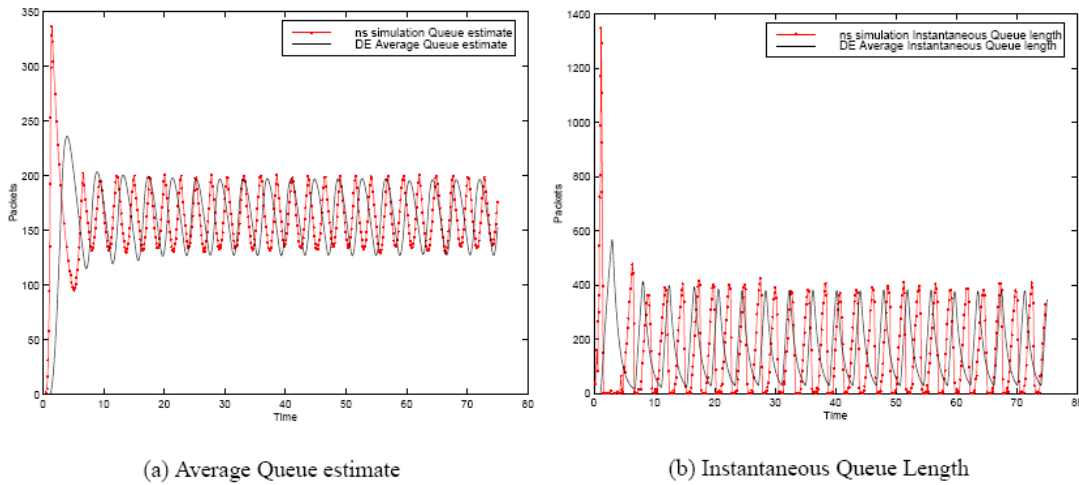 350
300
250
200
150
100
50
0
Packets
0 10 20 30 40 50 60 70 80
Time
ns simulation Queue estimate
DE Average Queue estimate
1400
1200
1000
800
600
400
200
0
Packets
0 10 20 30 40 50 60 70 80
Time
ns simulation Instantaneous Queue length
DE Average Instantaneous Queue length
(a) Average Queue estimate
(b) Instantaneous Queue Length